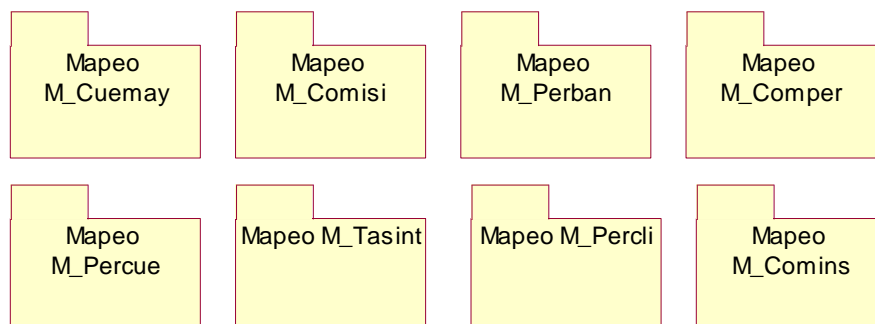 Mapeo
M_Cuemay
Mapeo
M_Comisi
Mapeo
M_Perban
Mapeo
M_Comper
Mapeo
M_Percue
Mapeo M_Tasint
Mapeo M_Percli
Mapeo
M_Comins